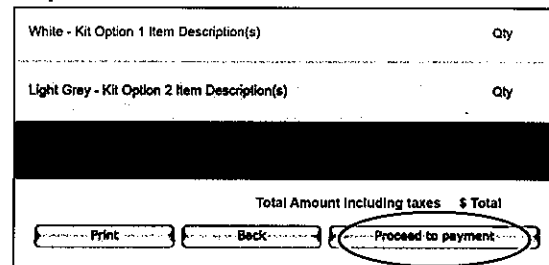 White - Kit Option 1 Item Description(s) Qty
Light Grey - Kit Option 2 Item Description(s) Qty
Total Amount Including taxes $ Total
Print Back Proceed to payment